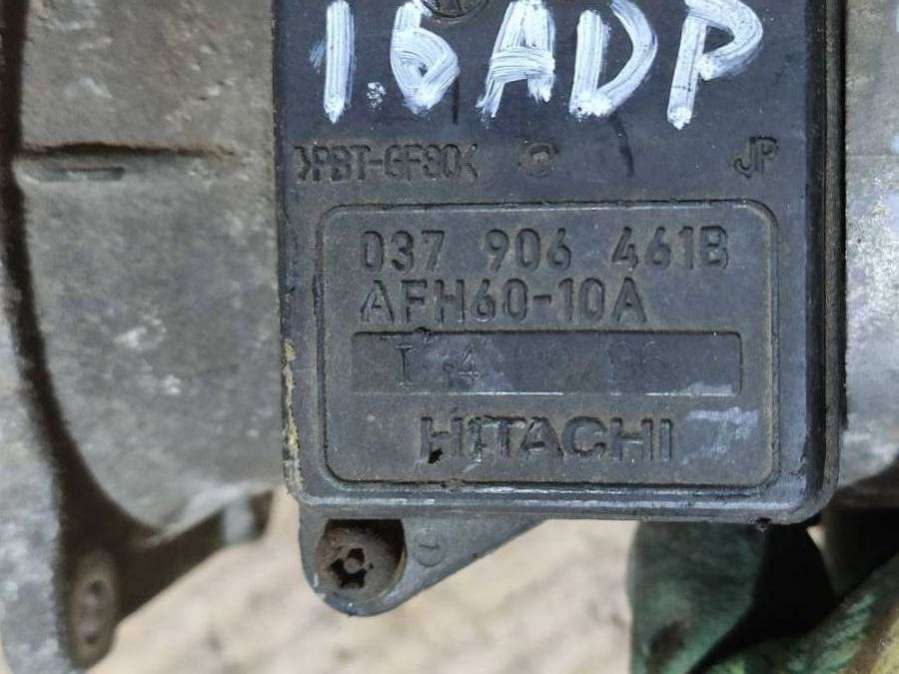 1.6ADP
>PBT-GF30<
JP
037 906 461B
AFH60-10A
HITACHI